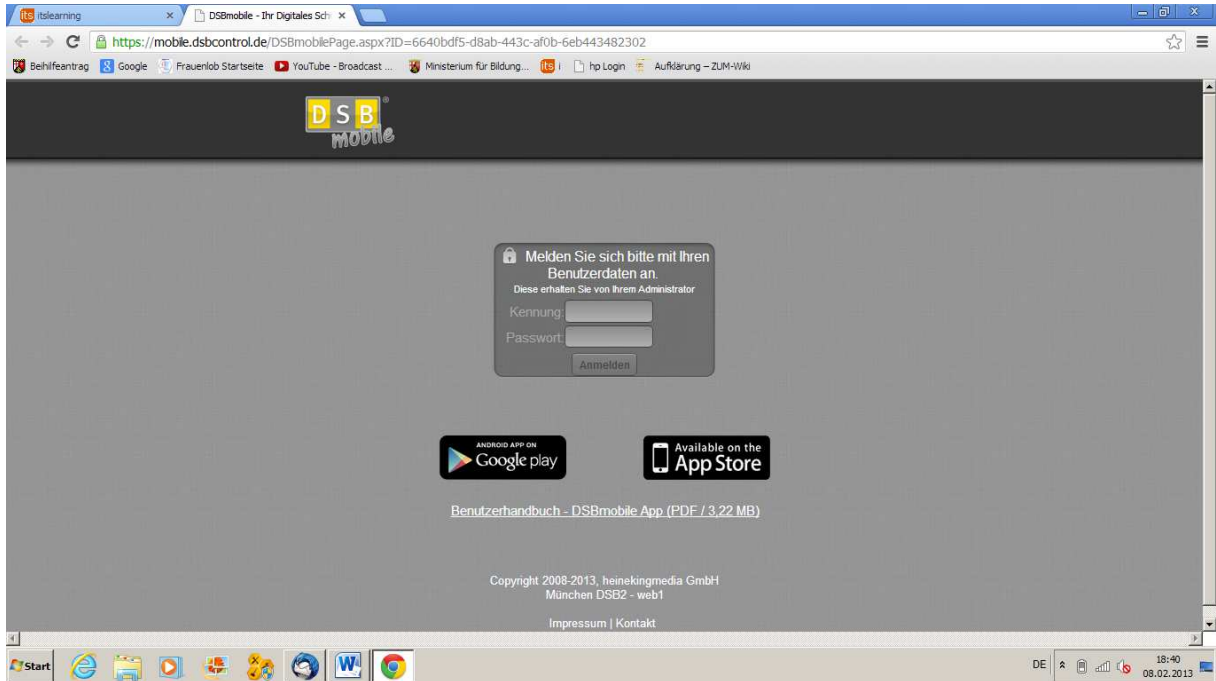 itslearning
DSBmobile - Ihr Digitales Sch
https://mobile.dsbcontrol.de/DSBmobilePage.aspx?ID=6640bdf5-d8ab-443c-af0b-6eb443482302
Beihilfeantrag Google Frauenlob Startseite YouTube - Broadcast ... Ministerium für Bildung... i hp Login Aufklärung – ZUM-Wiki
DSB®
mobile
Melden Sie sich bitte mit Ihren
Benutzerdaten an.
Diese erhalten Sie von Ihrem Administrator
Kennung:
Passwort:
Anmelden
ANDROID APP ON
Google play
Available on the
App Store
Benutzerhandbuch - DSBmobile App (PDF / 3,22 MB)
Copyright 2008-2013, heinekingmedia GmbH
München DSB2 - web1
Impressum | Kontakt
Start
DE
18:40
08.02.2013